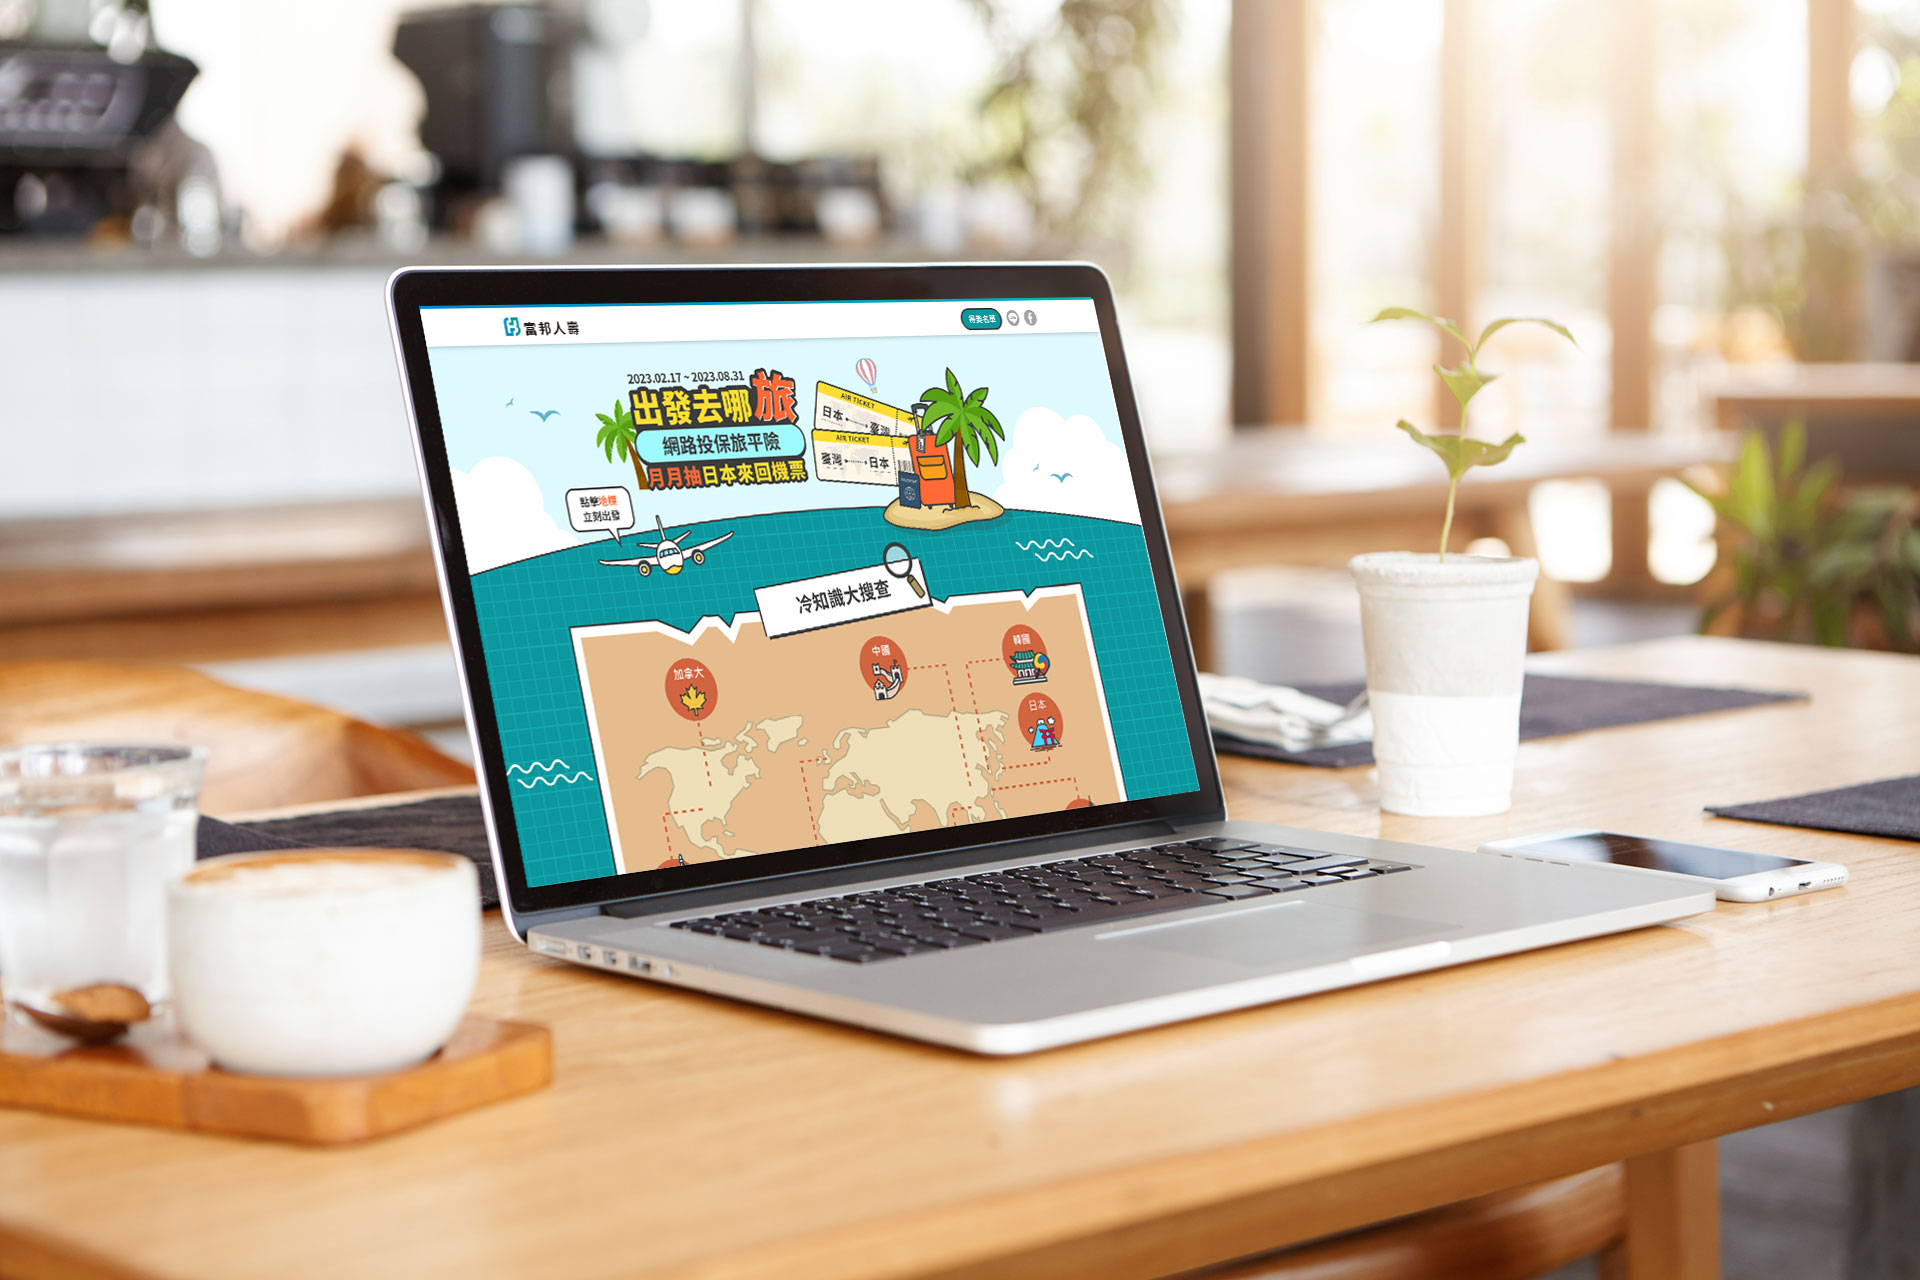 富邦人壽
得獎名單
2023.02.17 ~ 2023.08.31
出發去哪旅
網路投保旅平險
月月抽日本來回機票
AIR TICKET
日本
臺灣
AIR TICKET
臺灣
日本
點擊地標
立刻出發
冷知識大搜查
加拿大
中國
韓國
日本